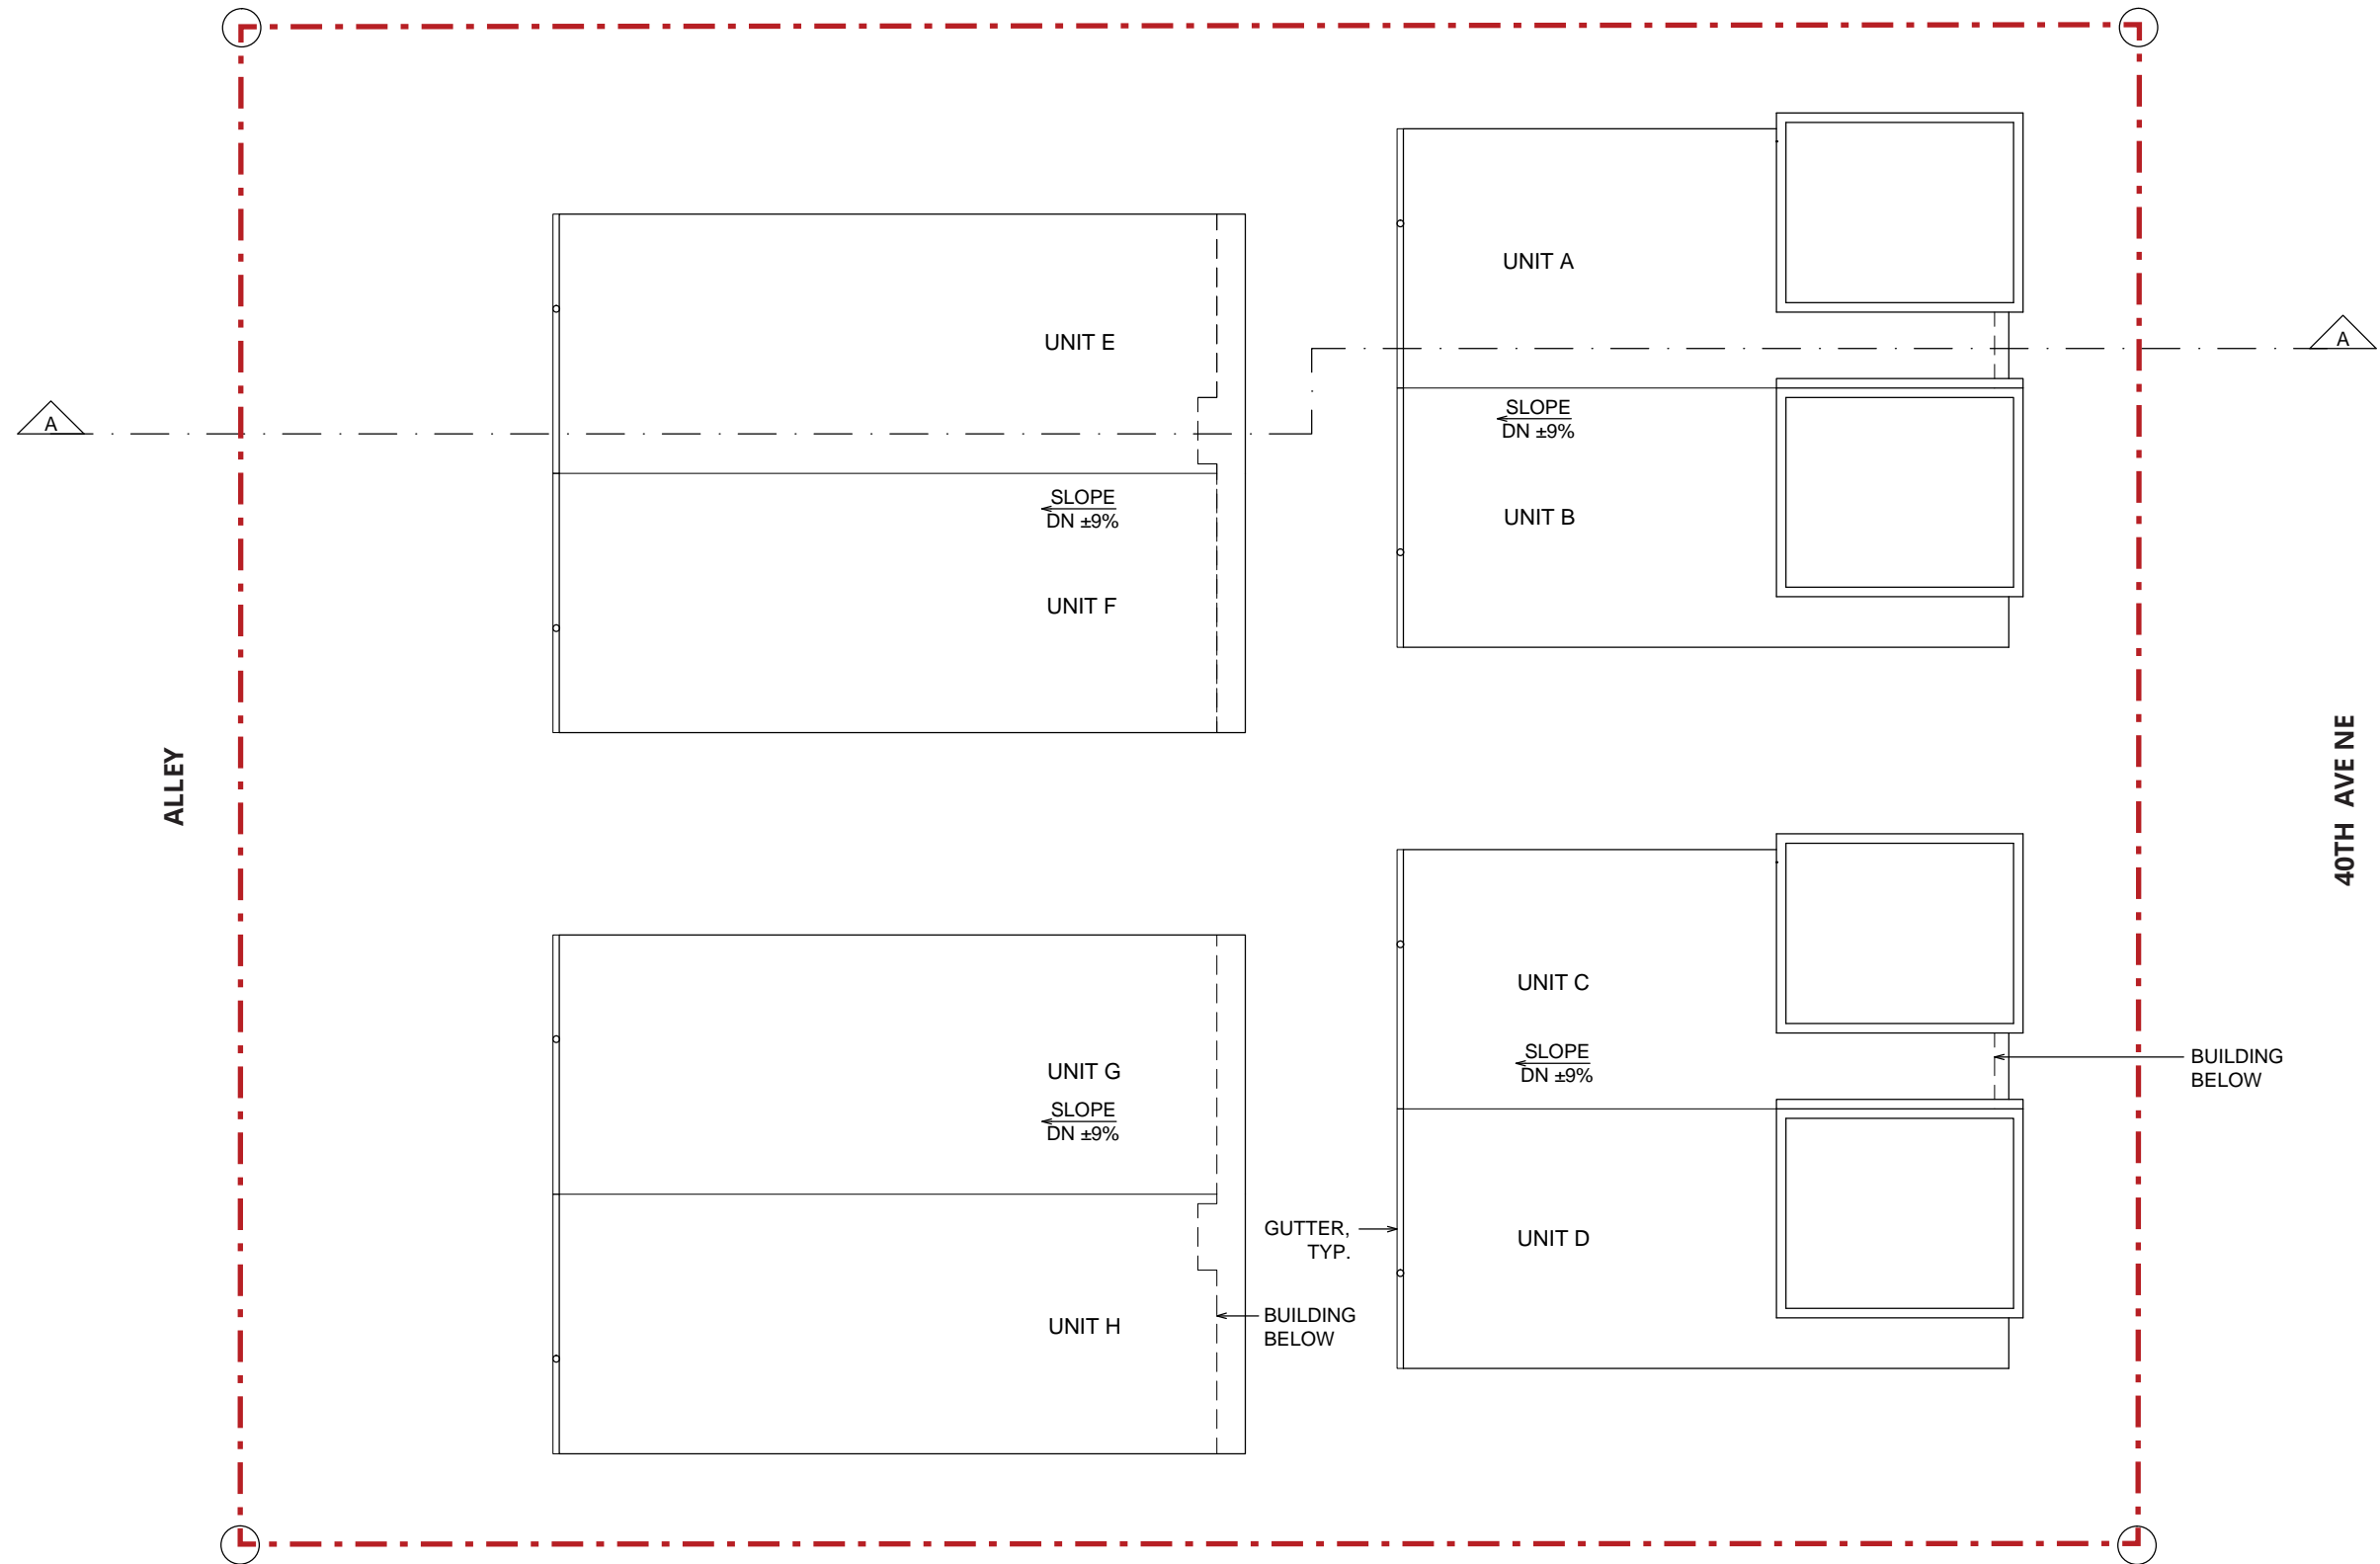 UNIT A
UNIT E
A
A
SLOPE
DN ±9%
SLOPE
DN ±9%
UNIT B
UNIT F
ALLEY
40TH AVE NE
UNIT C
SLOPE
DN ±9%
BUILDING
BELOW
UNIT G
SLOPE
DN ±9%
GUTTER,
TYP.
UNIT D
BUILDING
BELOW
UNIT H